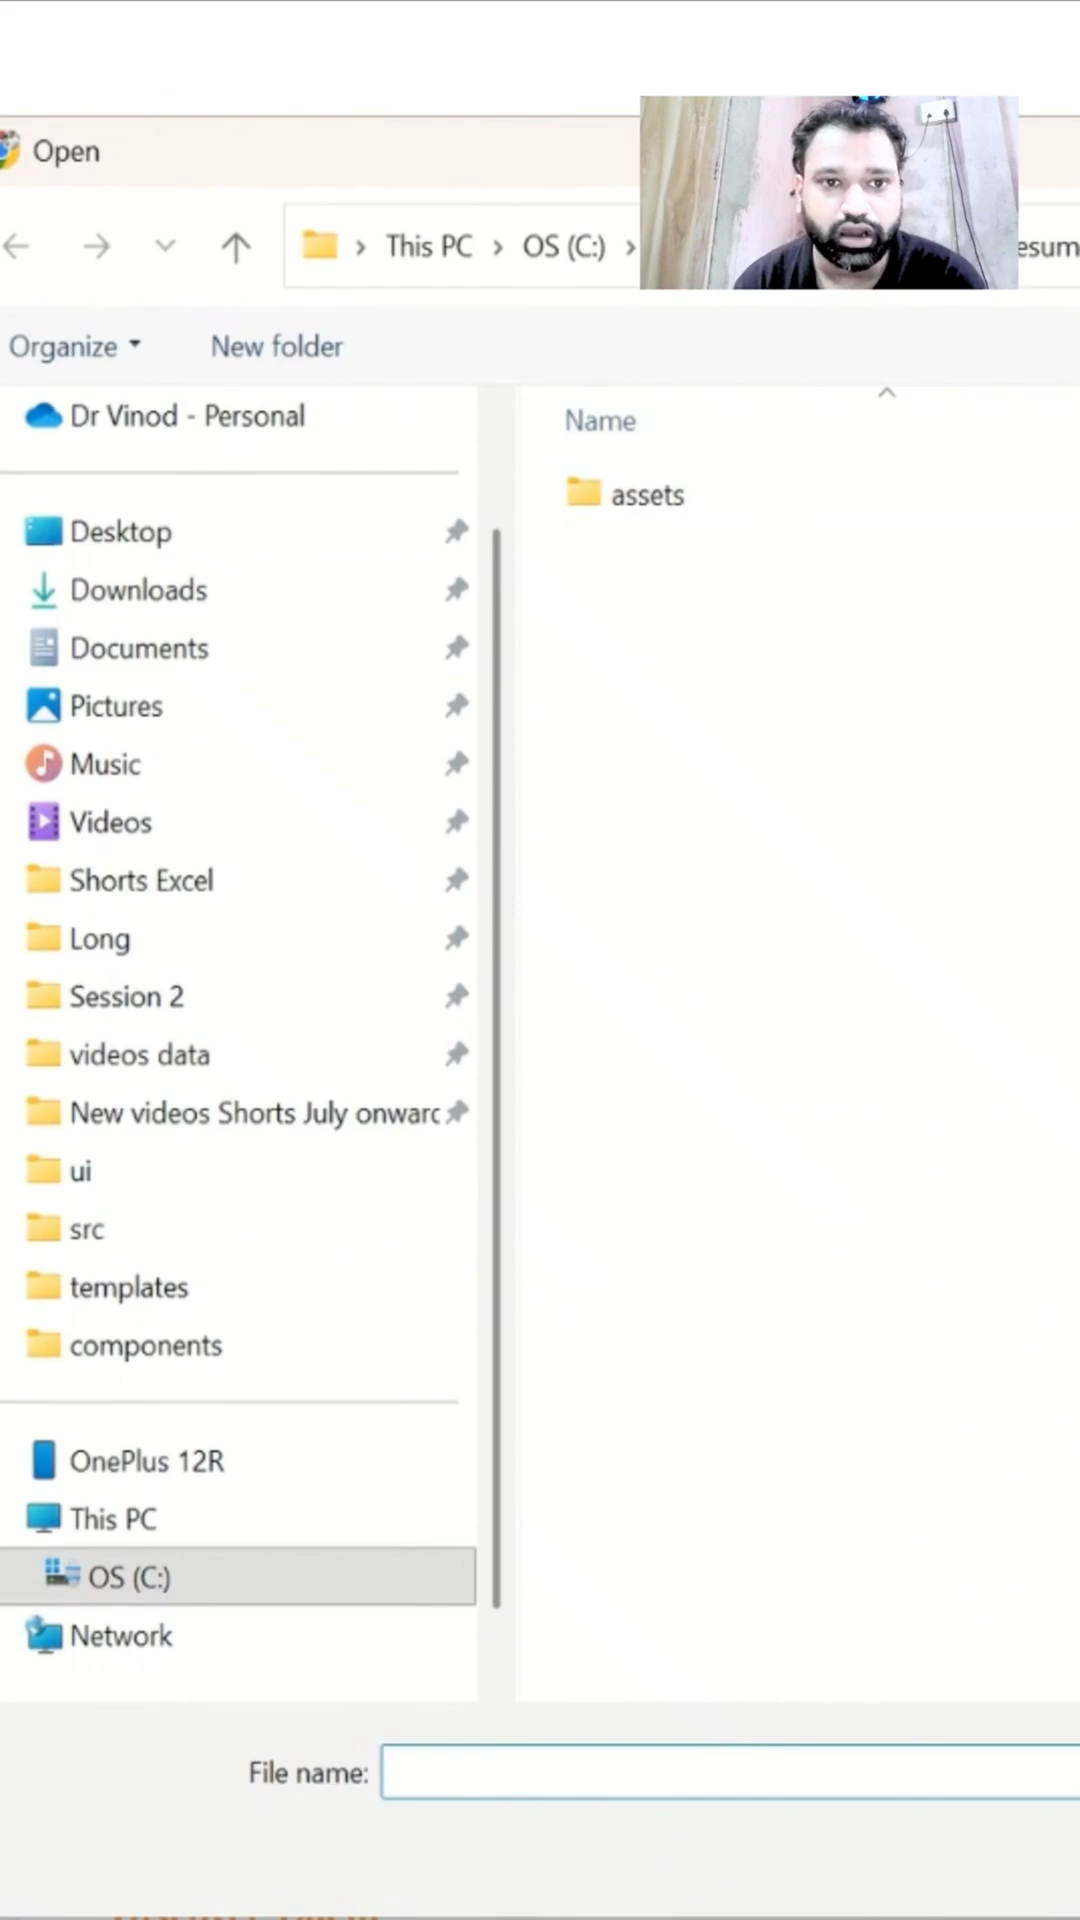 Open
This PC > OS (C:) > esum
Organize New folder
Dr Vinod - Personal
Name
assets
Desktop
Downloads
Documents
Pictures
Music
Videos
Shorts Excel
Long
Session 2
videos data
New videos Shorts July onward
ui
src
templates
components
OnePlus 12R
This PC
OS (C:)
Network
File name: